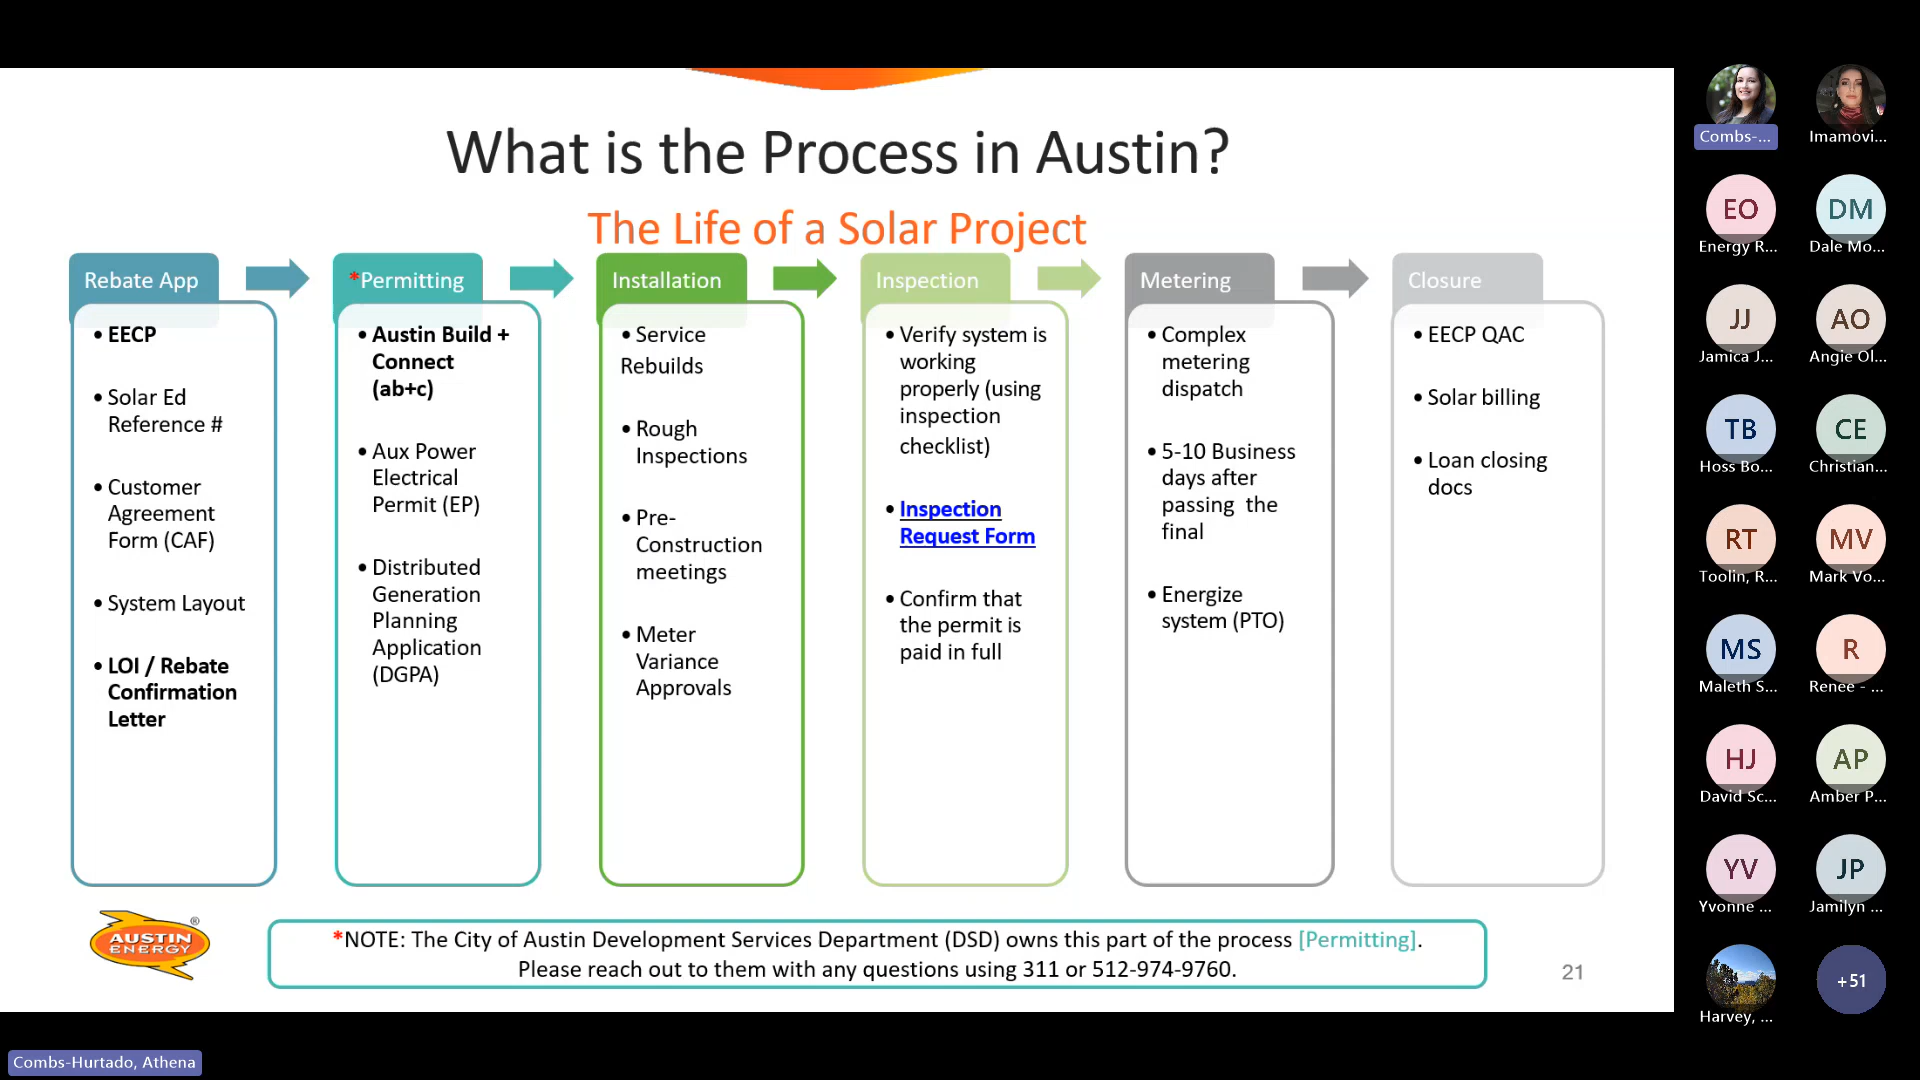 What is the Process in Austin?
The Life of a Solar Project
Rebate App
• EECP
• Solar Ed
Reference #
• Customer
Agreement
Form (CAF)
• System Layout
• LOI / Rebate
Confirmation
Letter
*Permitting
• Austin Build +
Connect
(ab+c)
• Aux Power
Electrical
Permit (EP)
• Distributed
Generation
Planning
Application
(DGPA)
Installation
• Service
Rebuilds
• Rough
Inspections
• Pre-
Construction
meetings
• Meter
Variance
Approvals
Inspection
• Verify system is
working
properly (using
inspection
checklist)
• Inspection
Request Form
• Confirm that
the permit is
paid in full
Metering
• Complex
metering
dispatch
• 5-10 Business
days after
passing the
final
• Energize
system (PTO)
Closure
• EECP QAC
• Solar billing
• Loan closing
docs
AUSTIN
ENERGY
®
*NOTE: The City of Austin Development Services Department (DSD) owns this part of the process [Permitting].
Please reach out to them with any questions using 311 or 512-974-9760.
21
Combs-...
Imamovi...
EO
Energy R...
DM
Dale Mo...
JJ
Jamica J...
AO
Angie Ol...
TB
Hoss Bo...
CE
Christian...
RT
Toolin, R...
MV
Mark Vo...
MS
Maleth S...
R
Renee - ...
HJ
David Sc...
AP
Amber P...
YV
Yvonne ...
JP
Jamilyn ...
Harvey, ...
+51
Combs-Hurtado, Athena